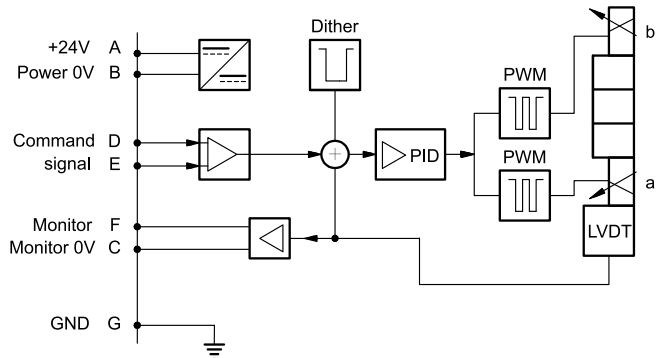 Dither
+24V A
Power 0V B
b
PWM
Command D
signal E
PID
PWM
a
Monitor F
Monitor 0V C
LVDT
GND G